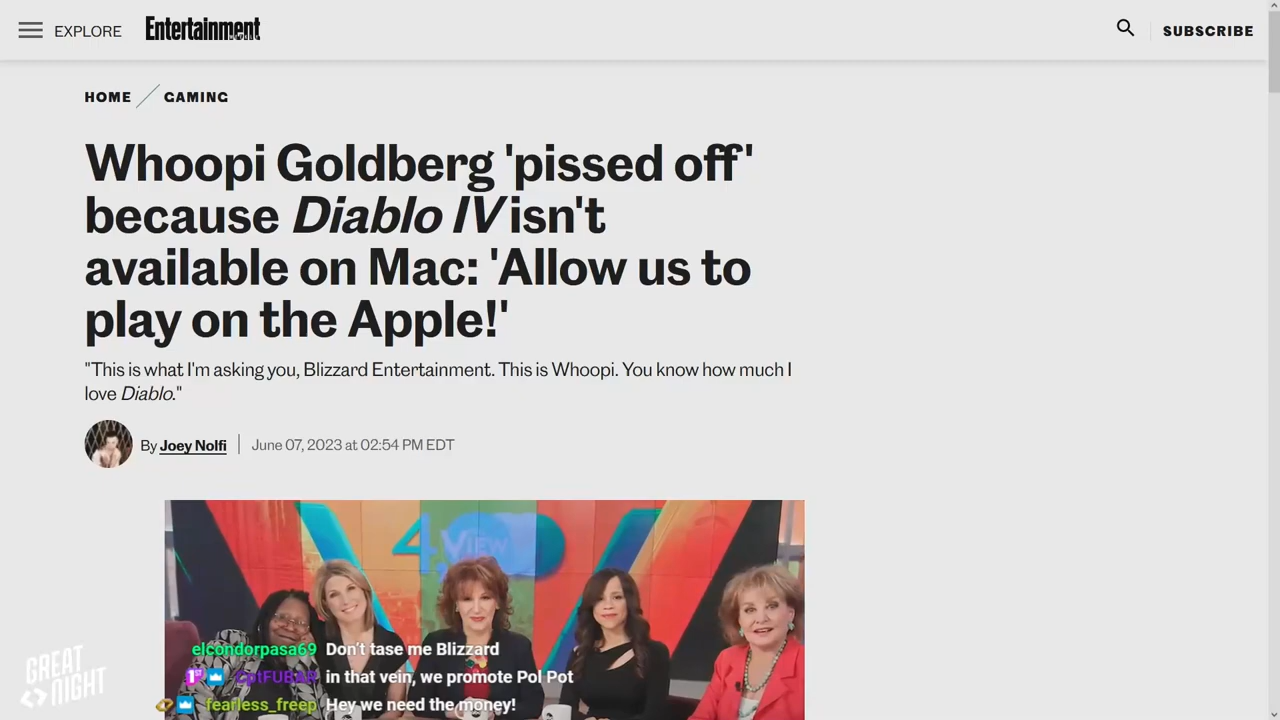 EXPLORE
Entertainment
SUBSCRIBE
HOME
GAMING
Whoopi Goldberg 'pissed off'
because Diablo IV isn't
available on Mac: 'Allow us to
play on the Apple!'
"This is what I'm asking you, Blizzard Entertainment. This is Whoopi. You know how much I
love Diablo."
By Joey Nolfi
June 07, 2023 at 02:54 PM EDT
VIEW
elcondorpasa69 Don't tase me Blizzard
CptFUBAR in that vein, we promote Pol Pot
fearless_freep Hey we need the money!
GREAT
NIGHT